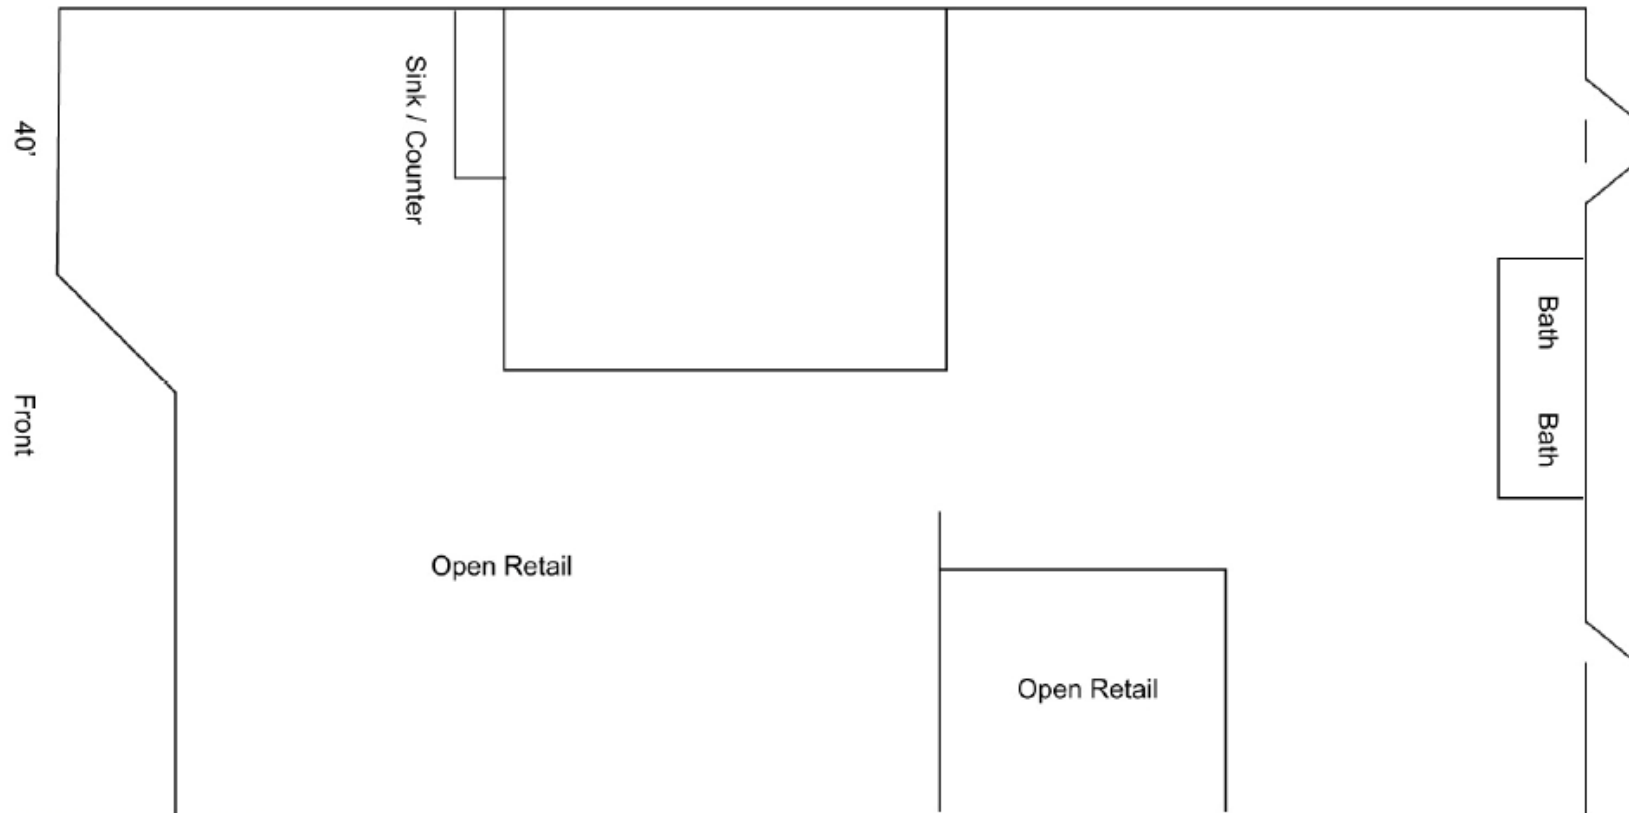 40'
Front
Sink / Counter
Open Retail
Open Retail
Bath
Bath